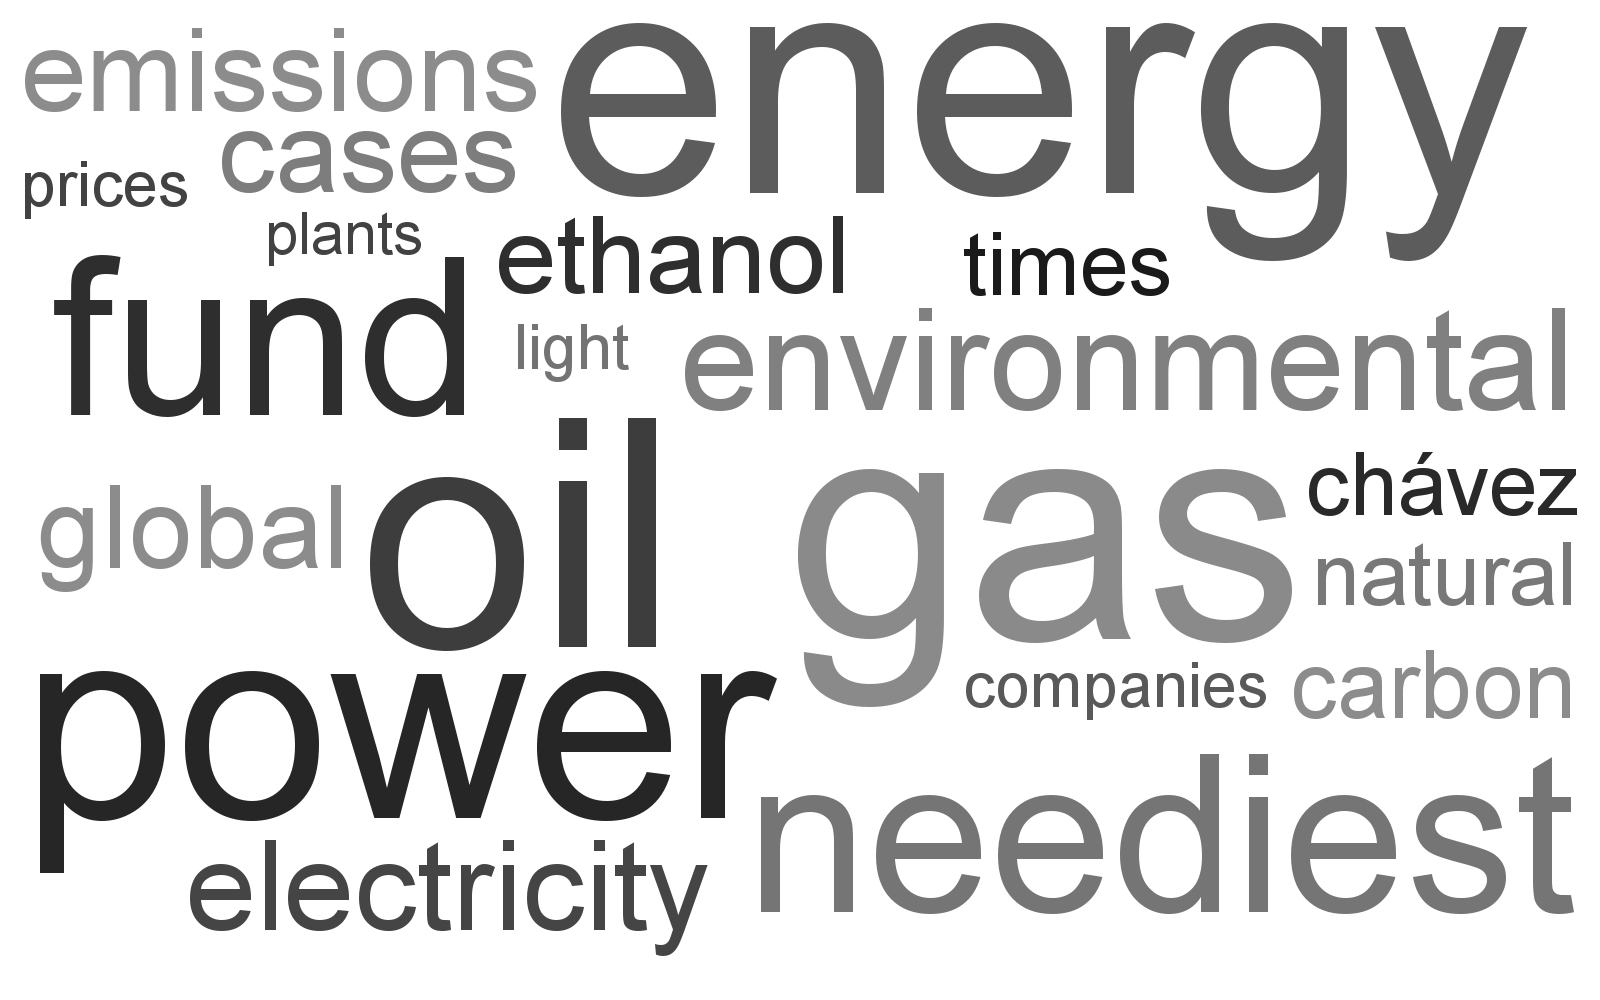 emissions energy
cases
prices
plants ethanol times
fund light environmental
oil gas chávez
global natural
power companies carbon
electricity neediest